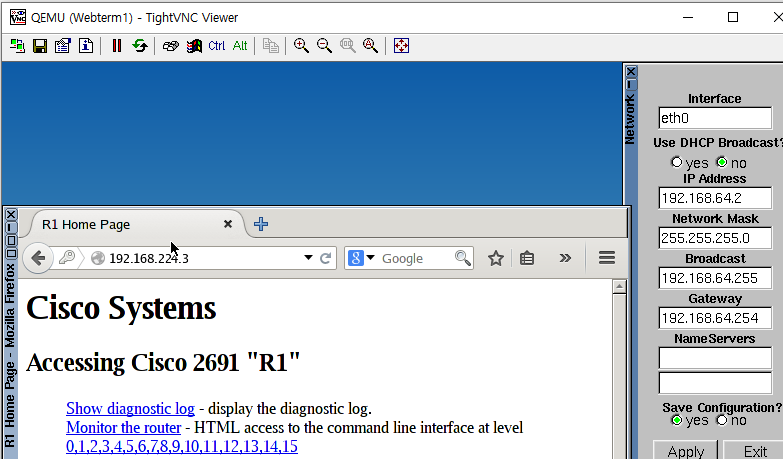 QEMU (Webterm1) - TightVNC Viewer
Ctrl Alt
Network
Interface
eth0
Use DHCP Broadcast?
yes no
IP Address
192.168.64.2
Network Mask
255.255.255.0
Broadcast
192.168.64.255
Gateway
192.168.64.254
NameServers
Save Configuration?
yes no
Apply Exit
R1 Home Page - Mozilla Firefox
R1 Home Page
192.168.224.3
Google
Cisco Systems
Accessing Cisco 2691 "R1"
Show diagnostic log - display the diagnostic log.
Monitor the router - HTML access to the command line interface at level
0,1,2,3,4,5,6,7,8,9,10,11,12,13,14,15